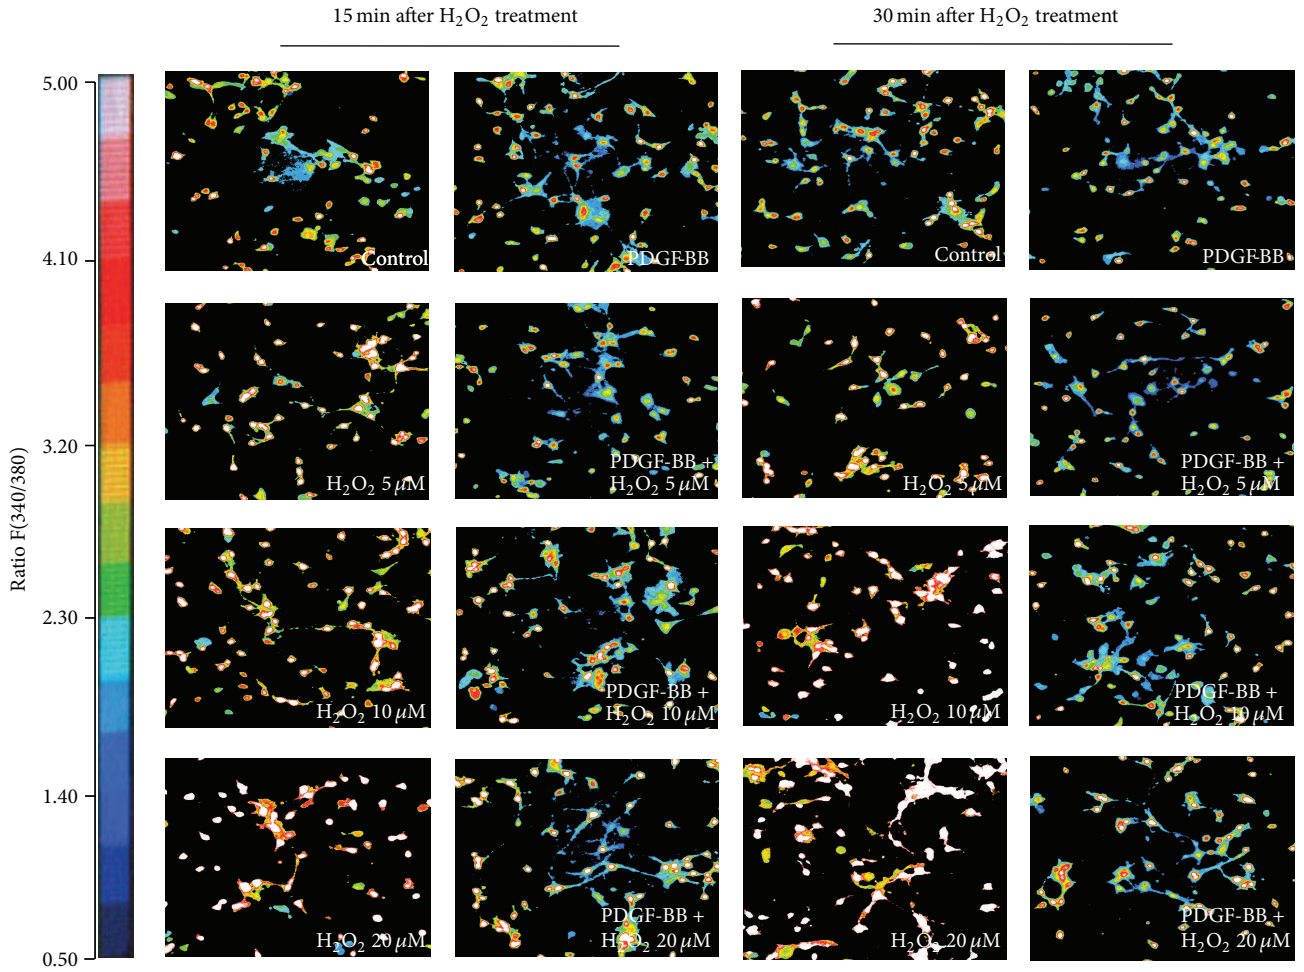 15 min after H₂O₂ treatment
30 min after H₂O₂ treatment
Ratio F(340/380)
5.00
4.10
3.20
2.30
1.40
0.50
Control
PDGF-BB
Control
PDGF-BB
H₂O₂ 5 μM
PDGF-BB +
H₂O₂ 5 μM
H₂O₂ 5 μM
PDGF-BB +
H₂O₂ 5 μM
H₂O₂ 10 μM
PDGF-BB +
H₂O₂ 10 μM
H₂O₂ 10 μM
PDGF-BB +
H₂O₂ 10 μM
H₂O₂ 20 μM
PDGF-BB +
H₂O₂ 20 μM
H₂O₂ 20 μM
PDGF-BB +
H₂O₂ 20 μM